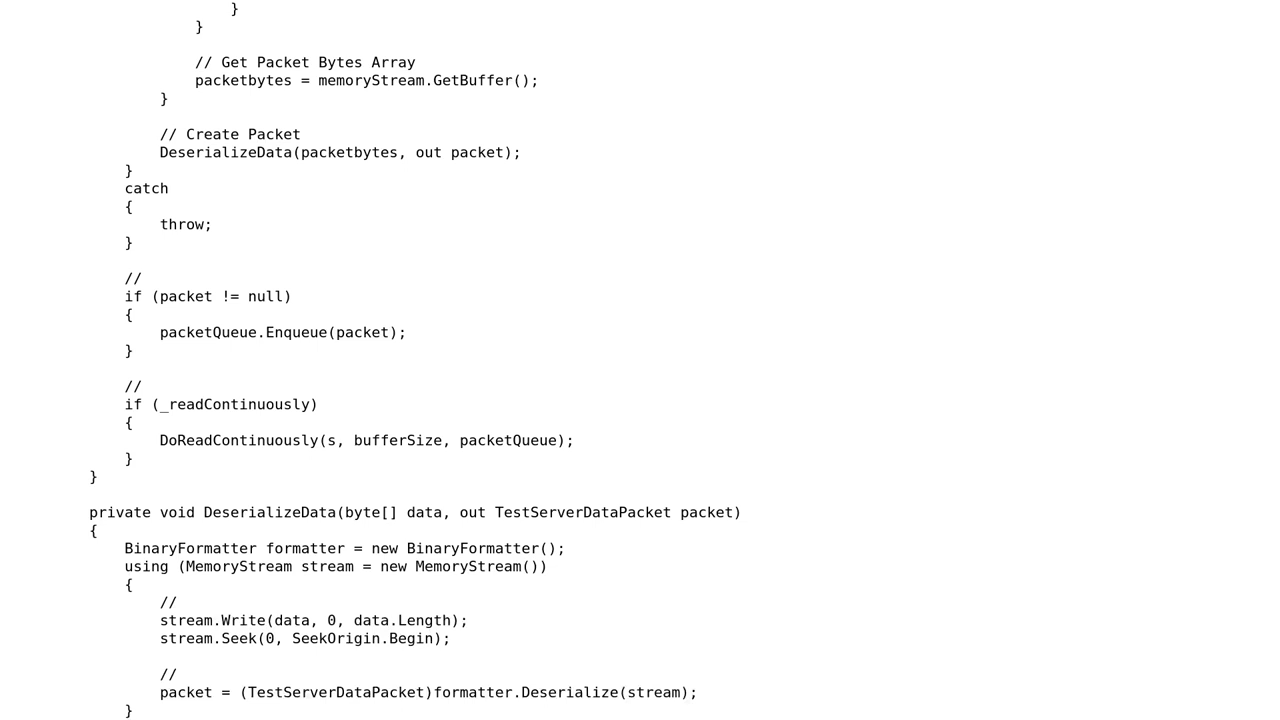 }
}
// Get Packet Bytes Array
packetbytes = memoryStream.GetBuffer();
}
// Create Packet
DeserializeData(packetbytes, out packet);
}
catch
{
throw;
}
//
if (packet != null)
{
packetQueue.Enqueue(packet);
}
//
if (_readContinuously)
{
DoReadContinuously(s, bufferSize, packetQueue);
}
}
private void DeserializeData(byte[] data, out TestServerDataPacket packet)
{
BinaryFormatter formatter = new BinaryFormatter();
using (MemoryStream stream = new MemoryStream())
{
//
stream.Write(data, 0, data.Length);
stream.Seek(0, SeekOrigin.Begin);
//
packet = (TestServerDataPacket)formatter.Deserialize(stream);
}